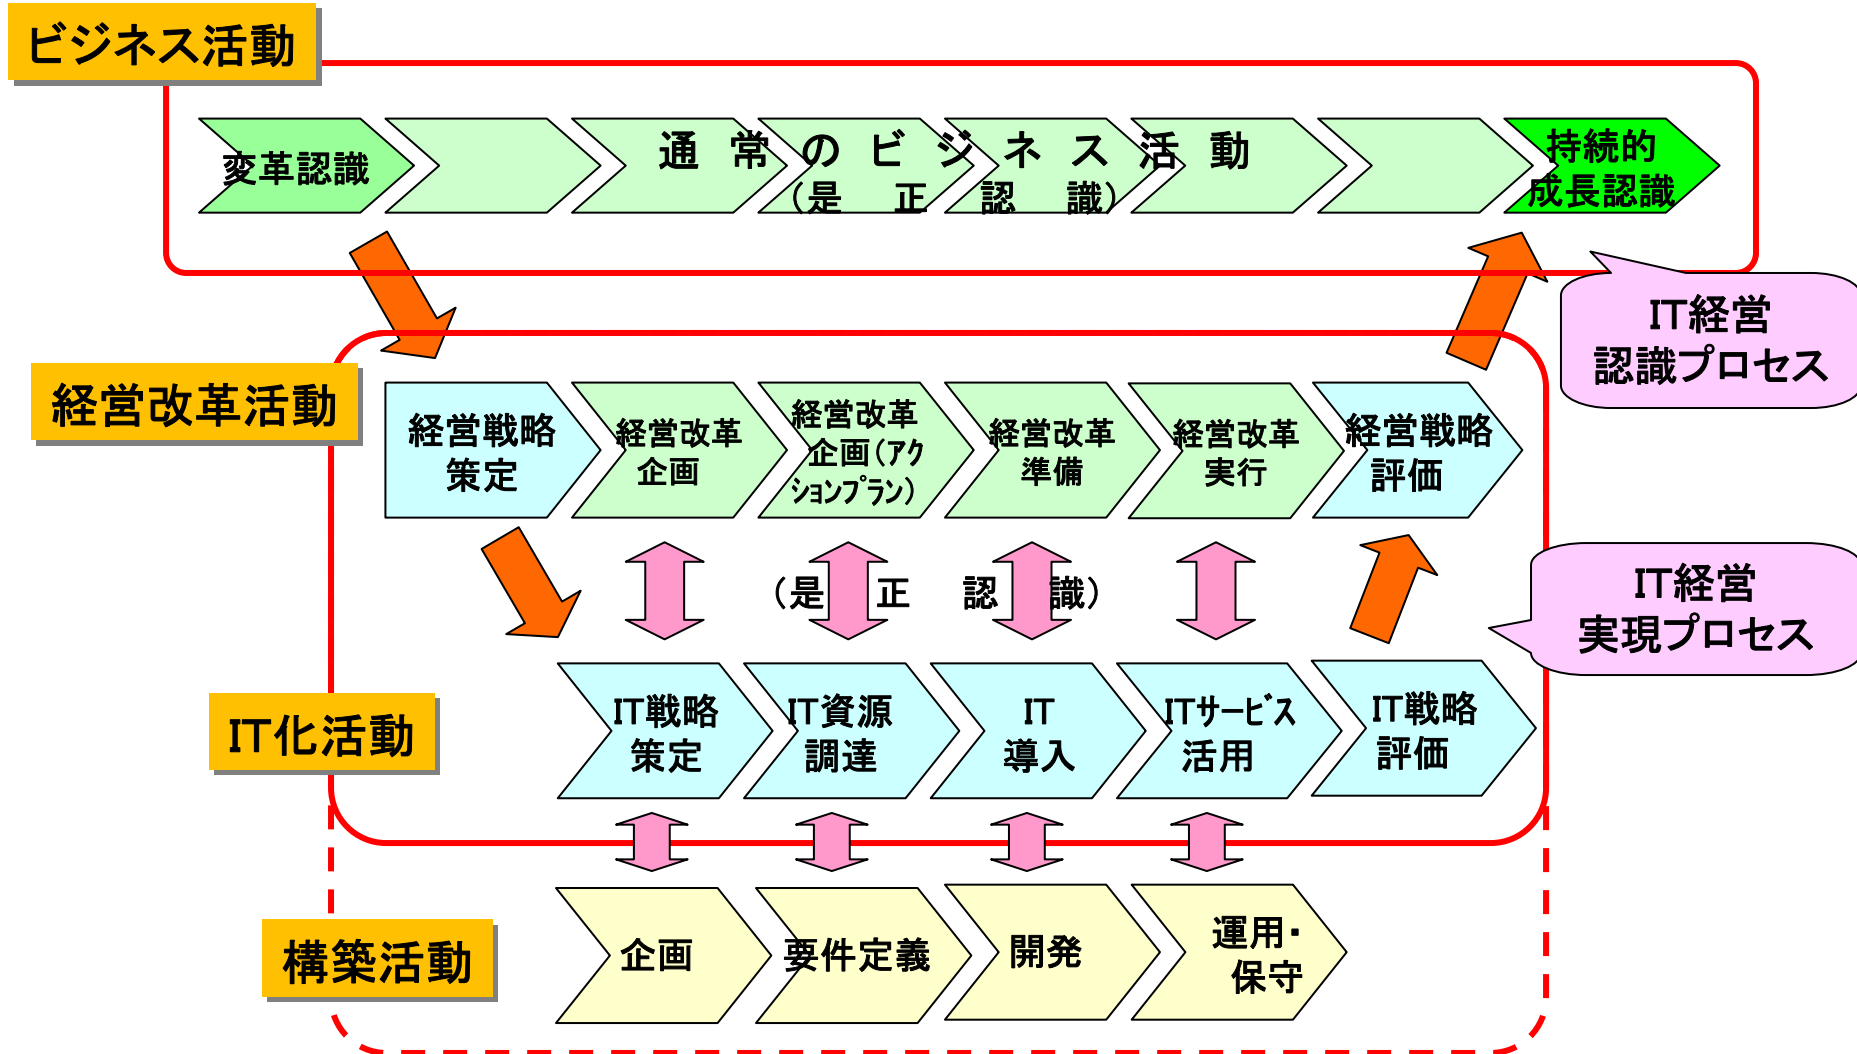 ビジネス活動
変革認識
通常のビジネス活動
(是正認識)
持続的
成長認識
IT経営
認識プロセス
経営改革活動
経営戦略
策定
経営改革
企画
経営改革
企画(アク
ションプラン)
経営改革
準備
経営改革
実行
経営戦略
評価
(是正認識)
IT経営
実現プロセス
IT化活動
IT戦略
策定
IT資源
調達
IT
導入
ITサービス
活用
IT戦略
評価
構築活動
企画
要件定義
開発
運用・
保守